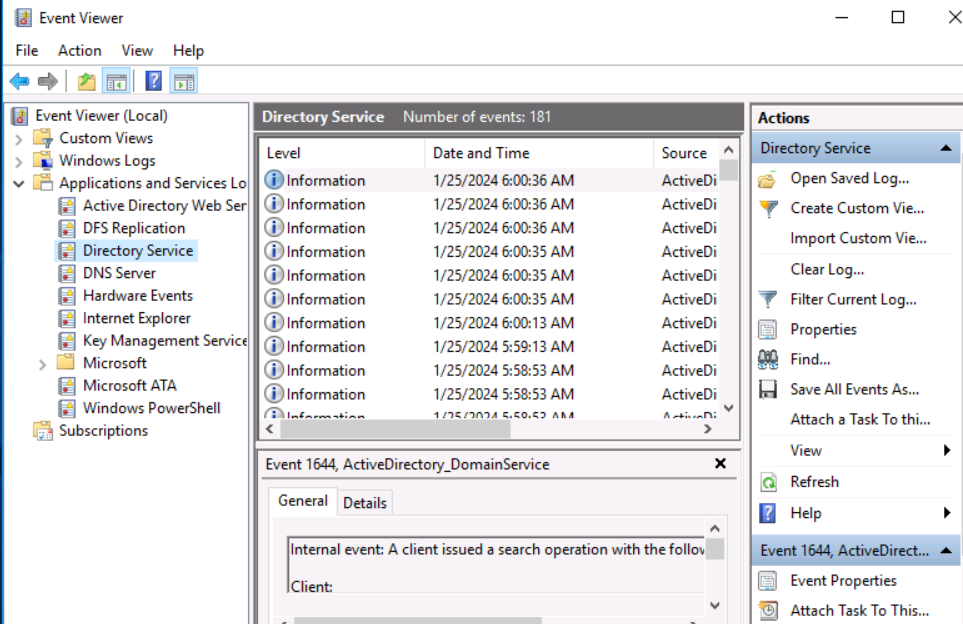 Event Viewer
File Action View Help
Event Viewer (Local)
Custom Views
Windows Logs
Applications and Services Lo
Active Directory Web Ser
DFS Replication
Directory Service
DNS Server
Hardware Events
Internet Explorer
Key Management Service
Microsoft
Microsoft ATA
Windows PowerShell
Subscriptions
Directory Service Number of events: 181
Level Date and Time Source
Information 1/25/2024 6:00:36 AM ActiveDi
Information 1/25/2024 6:00:36 AM ActiveDi
Information 1/25/2024 6:00:36 AM ActiveDi
Information 1/25/2024 6:00:35 AM ActiveDi
Information 1/25/2024 6:00:35 AM ActiveDi
Information 1/25/2024 6:00:35 AM ActiveDi
Information 1/25/2024 6:00:13 AM ActiveDi
Information 1/25/2024 5:59:13 AM ActiveDi
Information 1/25/2024 5:58:53 AM ActiveDi
Information 1/25/2024 5:58:53 AM ActiveDi
Information 1/25/2024 5:58:53 AM ActiveDi
Event 1644, ActiveDirectory_DomainService
General Details
Internal event: A client issued a search operation with the follow
Client:
Actions
Directory Service
Open Saved Log...
Create Custom Vie...
Import Custom Vie...
Clear Log...
Filter Current Log...
Properties
Find...
Save All Events As...
Attach a Task To thi...
View
Refresh
Help
Event 1644, ActiveDirect...
Event Properties
Attach Task To This...